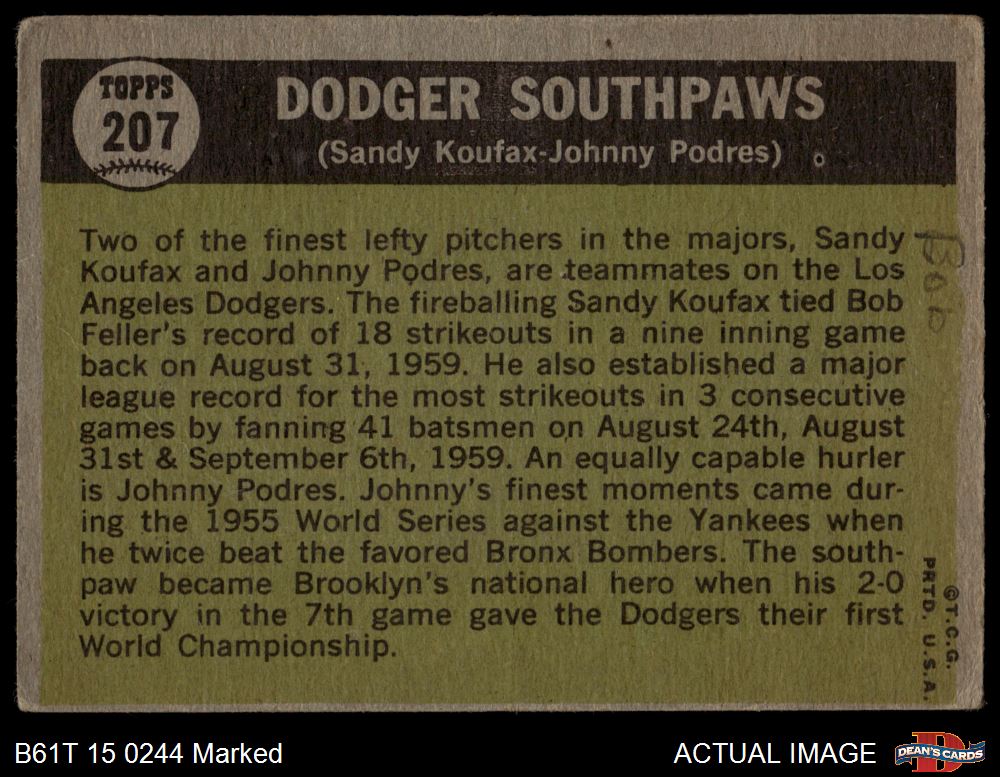 TOPPS
207
DODGER SOUTHPAWS
(Sandy Koufax-Johnny Podres)
Two of the finest lefty pitchers in the majors, Sandy
Koufax and Johnny Podres, are teammates on the Los
Angeles Dodgers. The fireballing Sandy Koufax tied Bob
Feller's record of 18 strikeouts in a nine inning game
back on August 31, 1959. He also established a major
league record for the most strikeouts in 3 consecutive
games by fanning 41 batsmen on August 24th, August
31st & September 6th, 1959. An equally capable hurler
is Johnny Podres. Johnny's finest moments came dur-
ing the 1955 World Series against the Yankees when
he twice beat the favored Bronx Bombers. The south-
paw became Brooklyn's national hero when his 2-0
victory in the 7th game gave the Dodgers their first
World Championship.
Bob
©T.C.G.
PRTD. U.S.A.
B61T 15 0244 Marked
ACTUAL IMAGE
DEAN'S CARDS